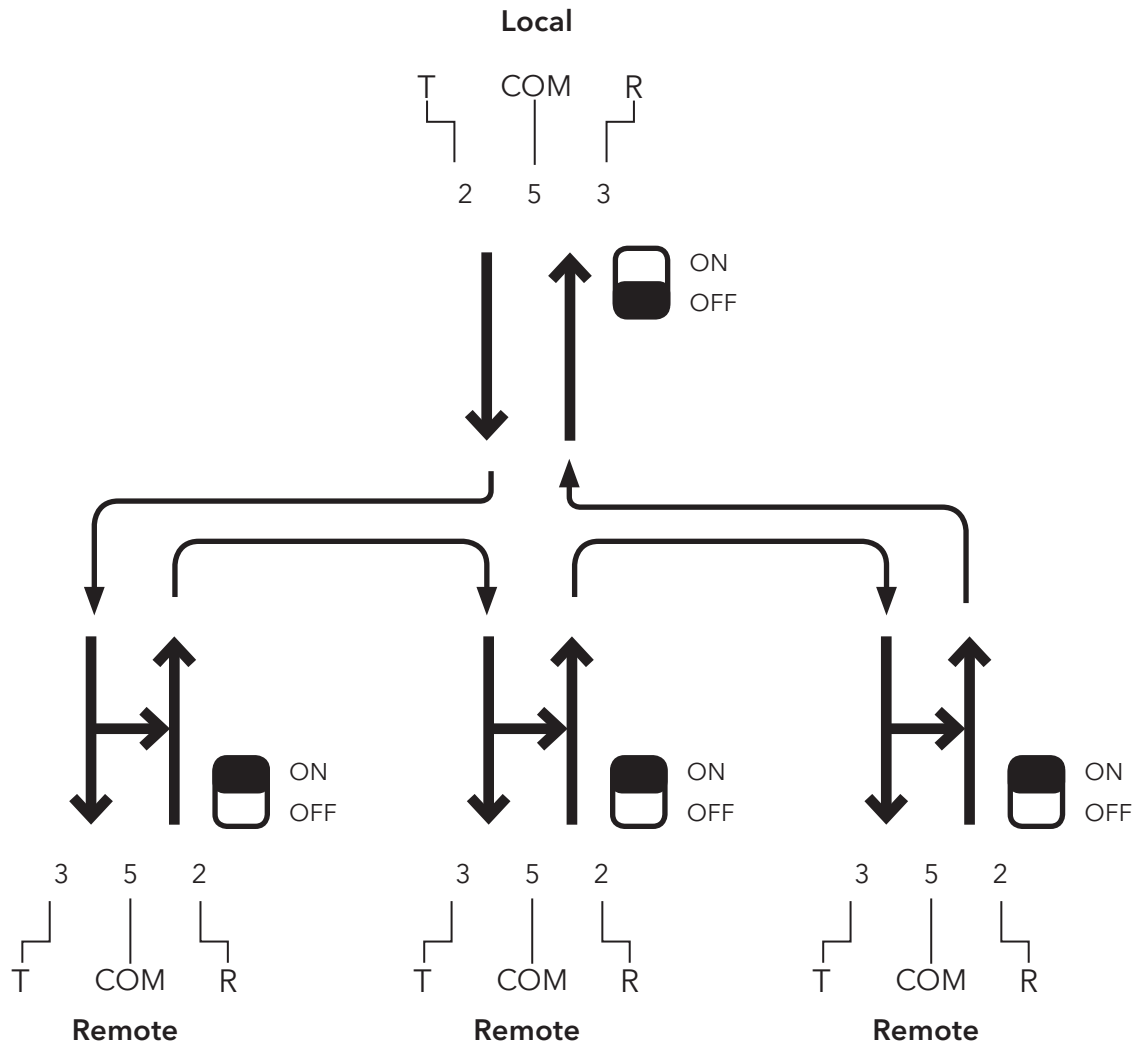 Local
T COM R
2 5 3
ON
OFF
ON ON ON
OFF OFF OFF
3 5 2 3 5 2 3 5 2
T COM R T COM R T COM R
Remote Remote Remote